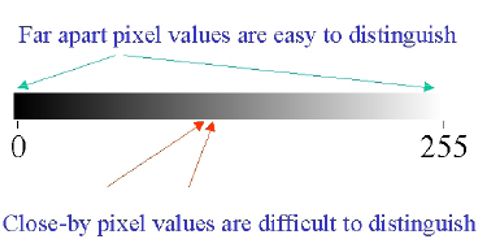 Far apart pixel values are easy to distinguish
0 255
Close-by pixel values are difficult to distinguish